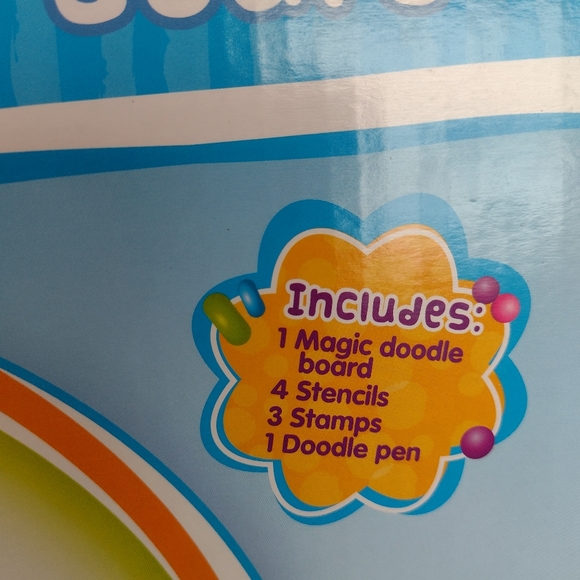 Includes:
1 Magic doodle
board
4 Stencils
3 Stamps
1 Doodle pen